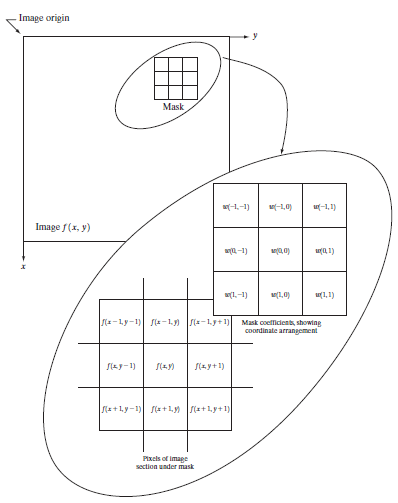 Image origin
y
Mask
w(−1,−1) w(−1,0) w(−1,1)
Image f(x, y)
w(0,−1) w(0,0) w(0,1)
x
w(1,−1) w(1,0) w(1,1)
f(x−1,y−1) f(x−1,y) f(x−1,y+1)
Mask coefficients, showing
coordinate arrangement
f(x,y−1) f(x,y) f(x,y+1)
f(x+1,y−1) f(x+1,y) f(x+1,y+1)
Pixels of image
section under mask